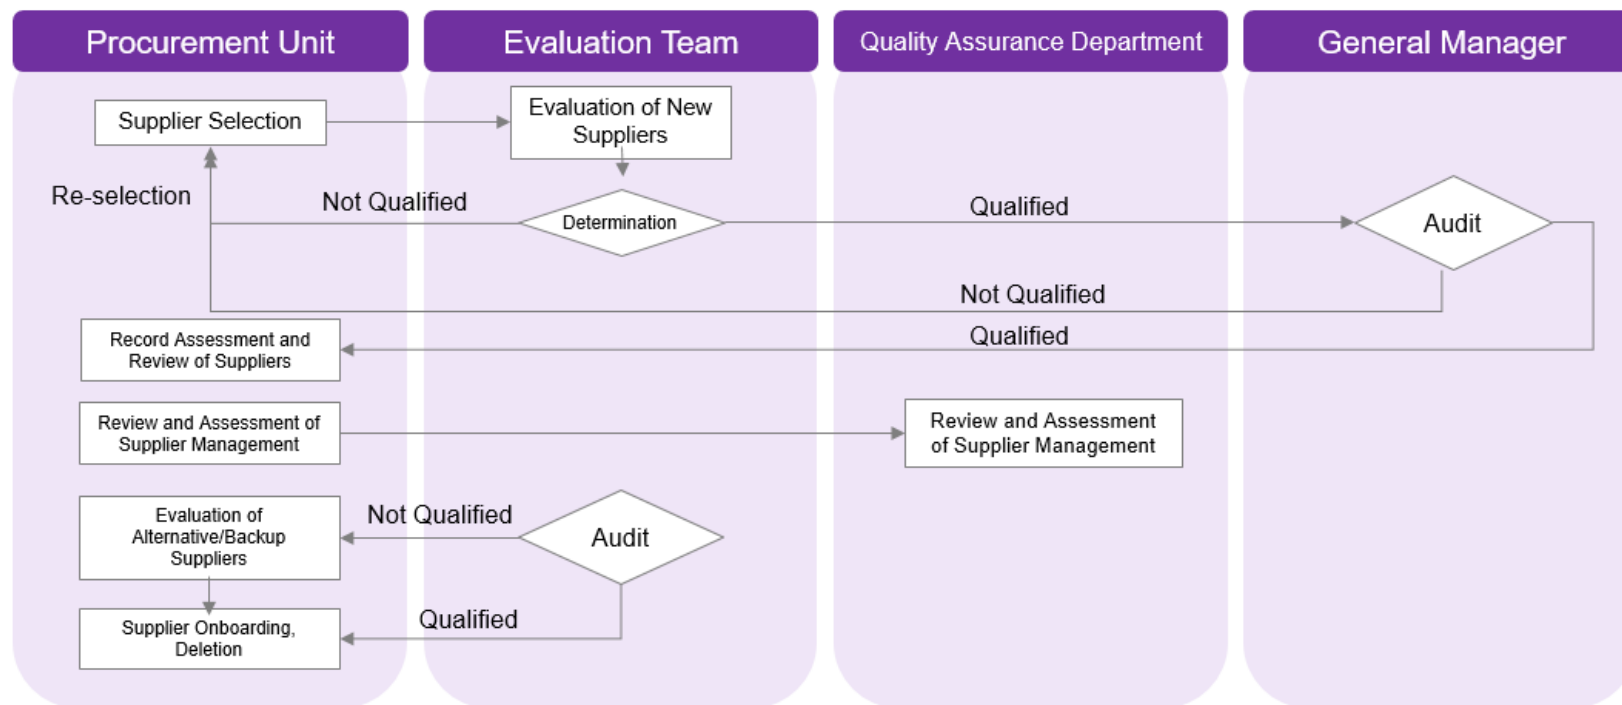 Procurement Unit
Evaluation Team
Quality Assurance Department
General Manager
Supplier Selection
Evaluation of New
Suppliers
Re-selection
Not Qualified
Determination
Qualified
Audit
Not Qualified
Qualified
Record Assessment and
Review of Suppliers
Review and Assessment of
Supplier Management
Review and Assessment
of Supplier Management
Evaluation of
Alternative/Backup
Suppliers
Not Qualified
Audit
Supplier Onboarding,
Deletion
Qualified